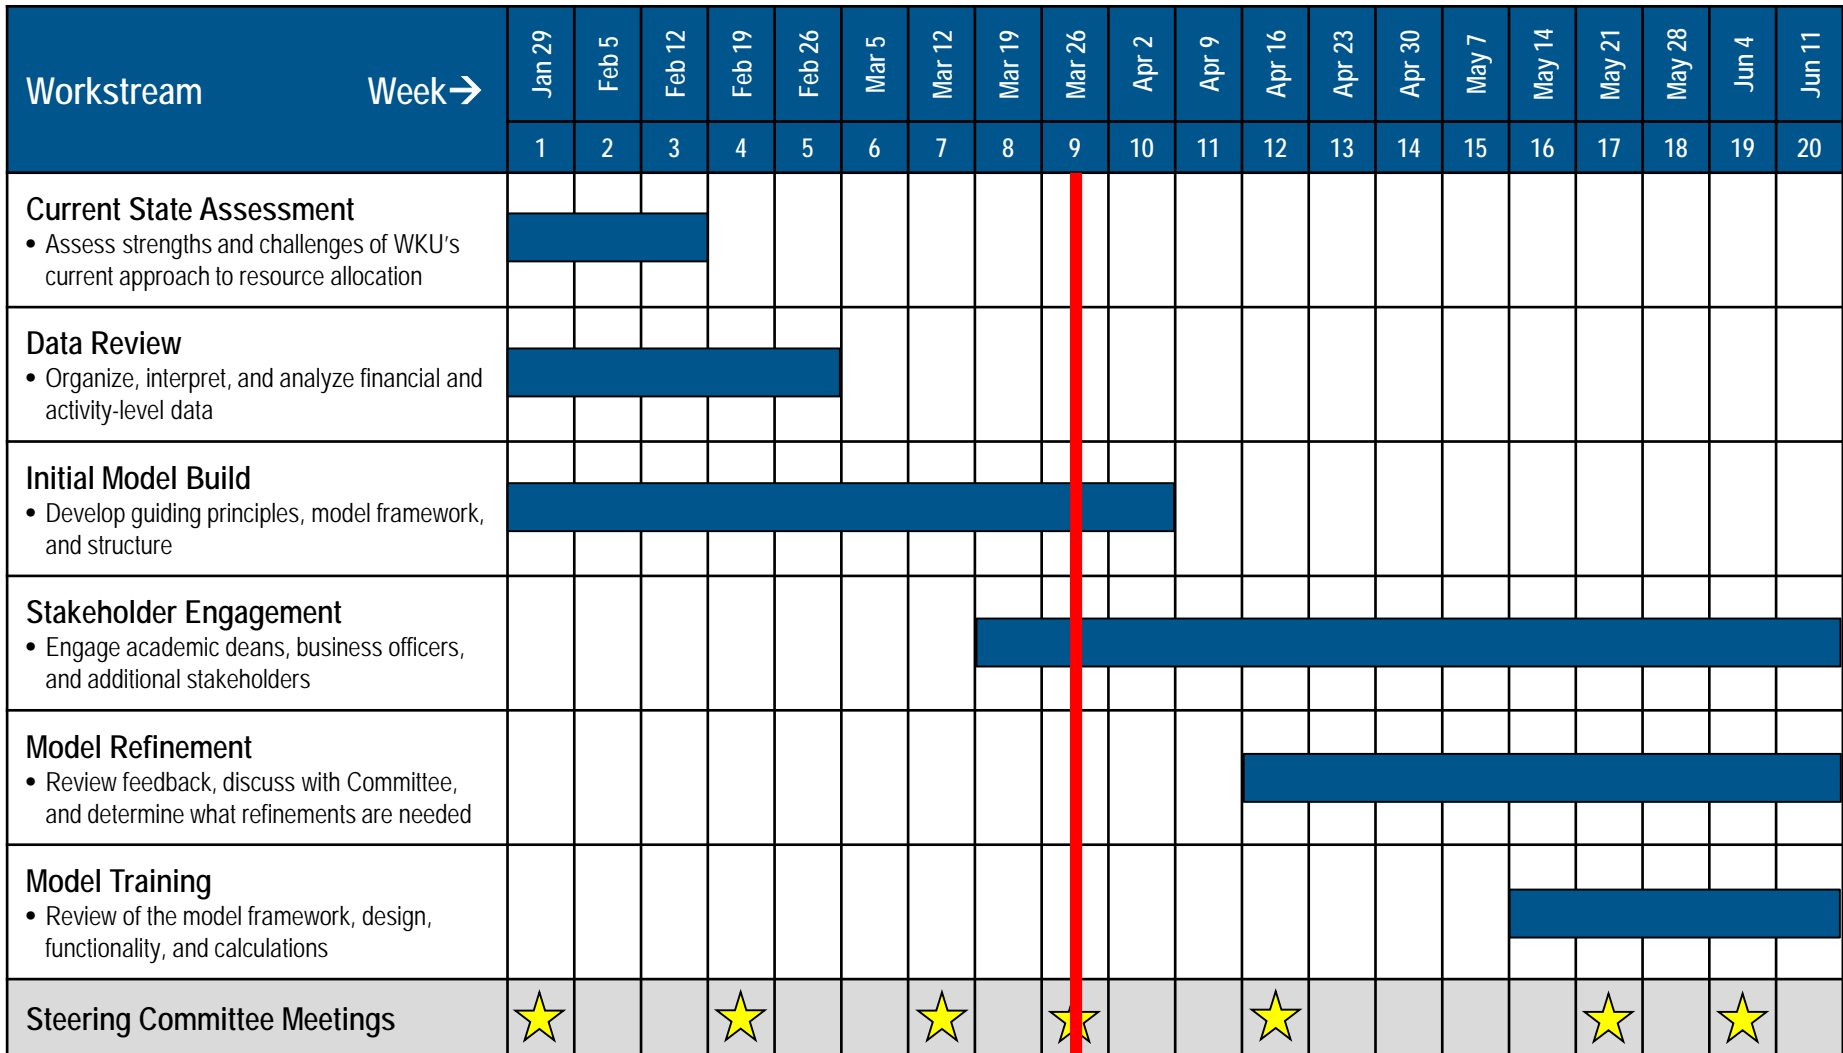 Workstream Week→
Jan 29
Feb 5
Feb 12
Feb 19
Feb 26
Mar 5
Mar 12
Mar 19
Mar 26
Apr 2
Apr 9
Apr 16
Apr 23
Apr 30
May 7
May 14
May 21
May 28
Jun 4
Jun 11
1 2 3 4 5 6 7 8 9 10 11 12 13 14 15 16 17 18 19 20
Current State Assessment
• Assess strengths and challenges of WKU's
current approach to resource allocation
Data Review
• Organize, interpret, and analyze financial and
activity-level data
Initial Model Build
• Develop guiding principles, model framework,
and structure
Stakeholder Engagement
• Engage academic deans, business officers,
and additional stakeholders
Model Refinement
• Review feedback, discuss with Committee,
and determine what refinements are needed
Model Training
• Review of the model framework, design,
functionality, and calculations
Steering Committee Meetings